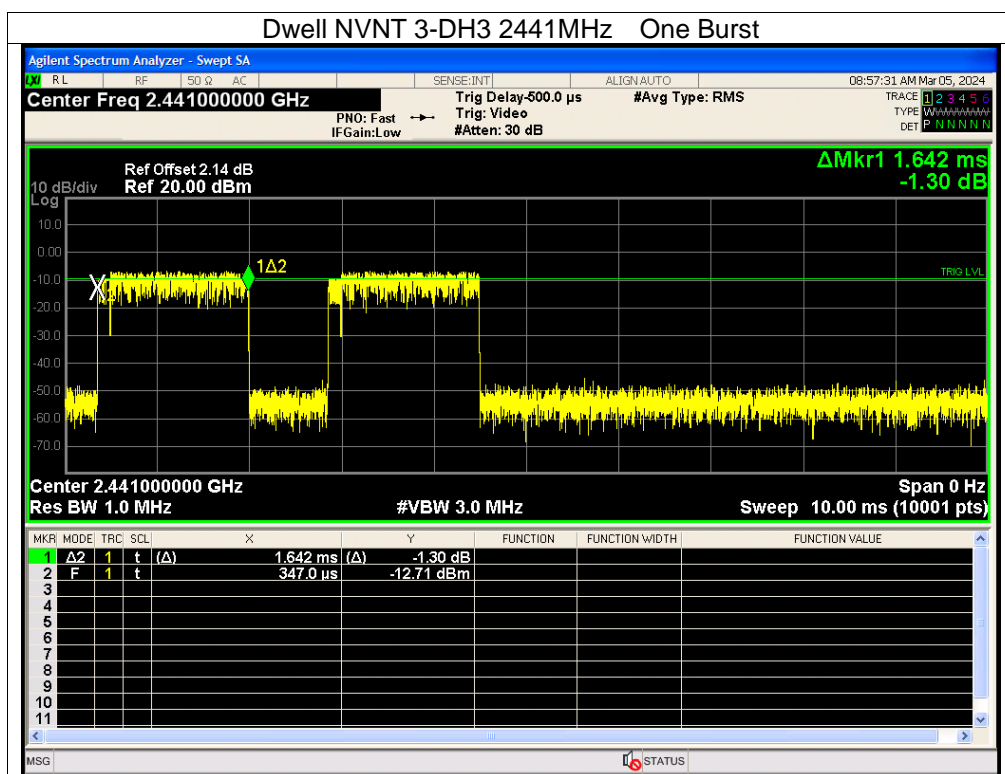 Dwell NVNT 3-DH3 2441MHz One Burst
Agilent Spectrum Analyzer - Swept SA
LXI RL RF 50 Ω AC SENSE:INT ALIGN AUTO 08:57:31 AM Mar 05, 2024
Center Freq 2.441000000 GHz Trig Delay-500.0 µs #Avg Type: RMS TRACE 1 2 3 4 5 6
PNO: Fast Trig: Video TYPE WWWWWW
IFGain:Low #Atten: 30 dB DET P N N N N N
ΔMkr1 1.642 ms
-1.30 dB
Ref Offset 2.14 dB
10 dB/div Ref 20.00 dBm
Log
10.0
0.00
1Δ2
TRIG LVL
-10.0
-20.0
-30.0
-40.0
-50.0
-60.0
-70.0
Center 2.441000000 GHz Span 0 Hz
Res BW 1.0 MHz #VBW 3.0 MHz Sweep 10.00 ms (10001 pts)
MKR MODE TRC SCL X Y FUNCTION FUNCTION WIDTH FUNCTION VALUE
1 Δ2 1 t (Δ) 1.642 ms (Δ) -1.30 dB
2 F 1 t 347.0 µs -12.71 dBm
3
4
5
6
7
8
9
10
11
MSG STATUS